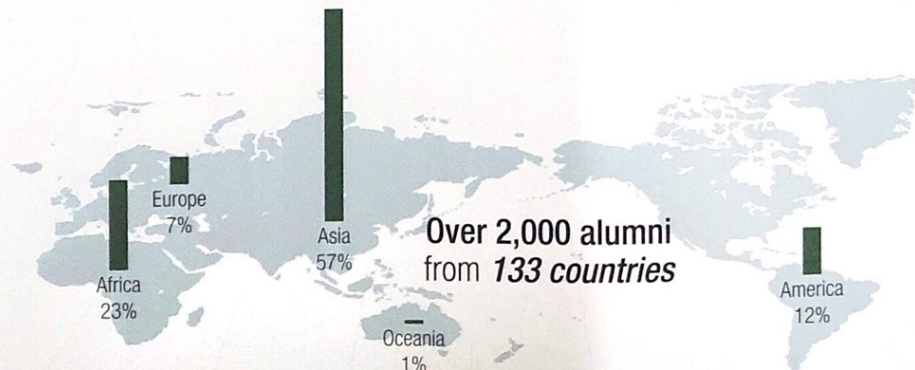 Europe
7%
Africa
23%
Asia
57%
Over 2,000 alumni
from 133 countries
Oceania
1%
America
12%